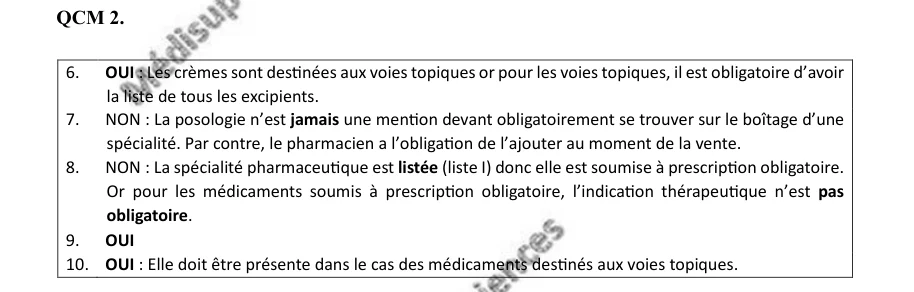 QCM 2.
Médisup
6. OUI : Les crèmes sont destinées aux voies topiques or pour les voies topiques, il est obligatoire d'avoir
la liste de tous les excipients.
7. NON : La posologie n'est jamais une mention devant obligatoirement se trouver sur le boîtage d'une
spécialité. Par contre, le pharmacien a l'obligation de l'ajouter au moment de la vente.
8. NON : La spécialité pharmaceutique est listée (liste I) donc elle est soumise à prescription obligatoire.
Or pour les médicaments soumis à prescription obligatoire, l'indication thérapeutique n'est pas
obligatoire.
9. OUI
10. OUI : Elle doit être présente dans le cas des médicaments destinés aux voies topiques.